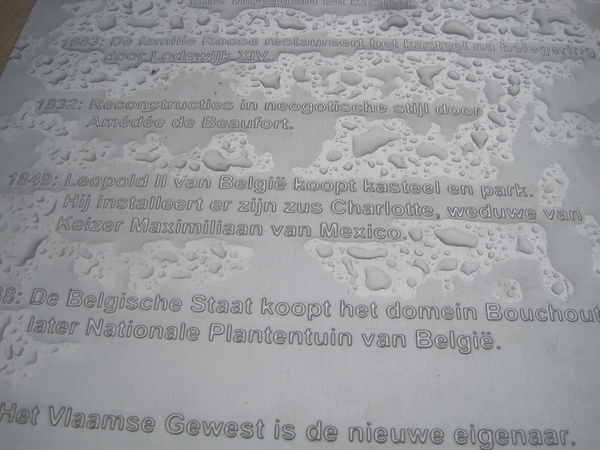 1683: De familie Roose restaureert het kasteel na belegering
door Lodewijk XIV.
1832: Reconstructies in neogotische stijl door
Amédée de Beaufort.
1849: Leopold II van België koopt kasteel en park.
Hij installeert er zijn zus Charlotte, weduwe van
Keizer Maximiliaan van Mexico.
38: De Belgische Staat koopt het domein Bouchout
later Nationale Plantentuin van België.
Het Vlaamse Gewest is de nieuwe eigenaar.